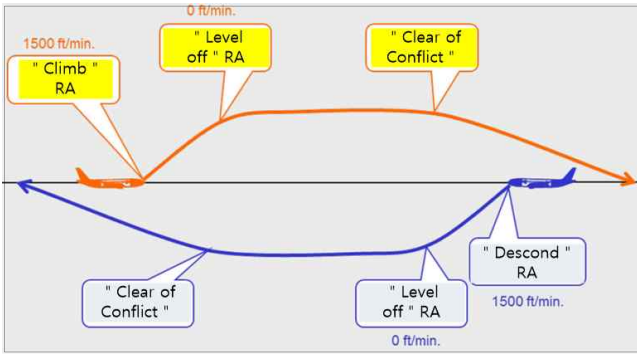 0 ft/min.
1500 ft/min.
" Level
off " RA
" Clear of
Conflict "
" Climb "
RA
" Descond "
RA
" Clear of
Conflict "
" Level
off " RA
1500 ft/min.
0 ft/min.